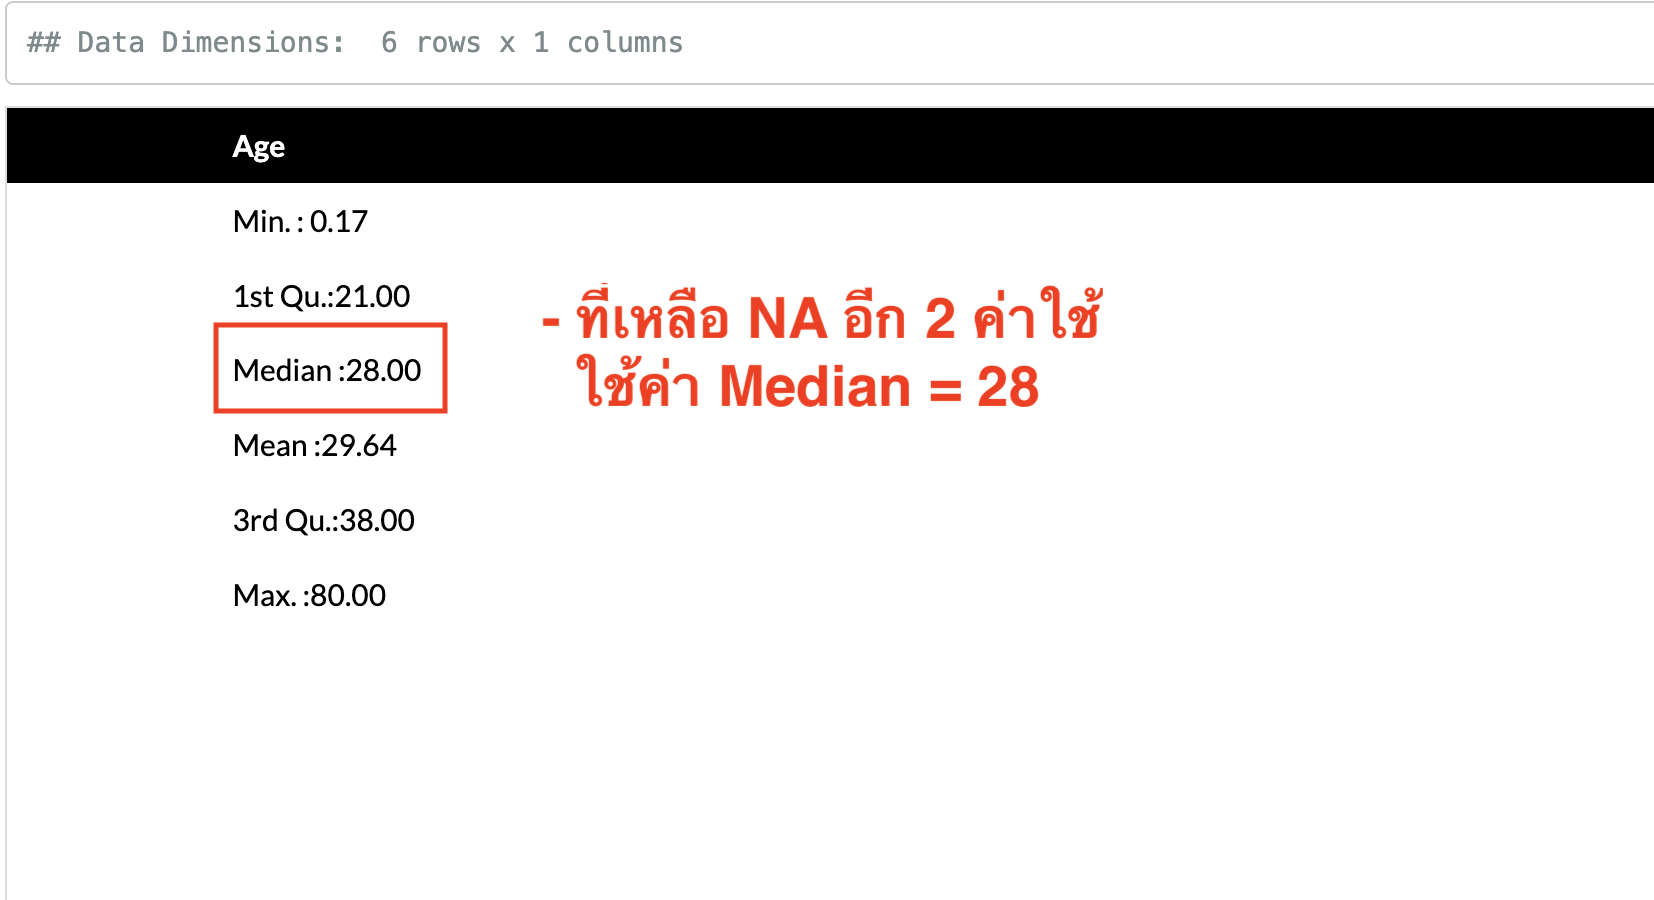 ## Data Dimensions:  6 rows x 1 columns
Age
Min. : 0.17
1st Qu.:21.00
Median :28.00
- ที่เหลือ NA อีก 2 ค่าใช้
ใช้ค่า Median = 28
Mean :29.64
3rd Qu.:38.00
Max. :80.00